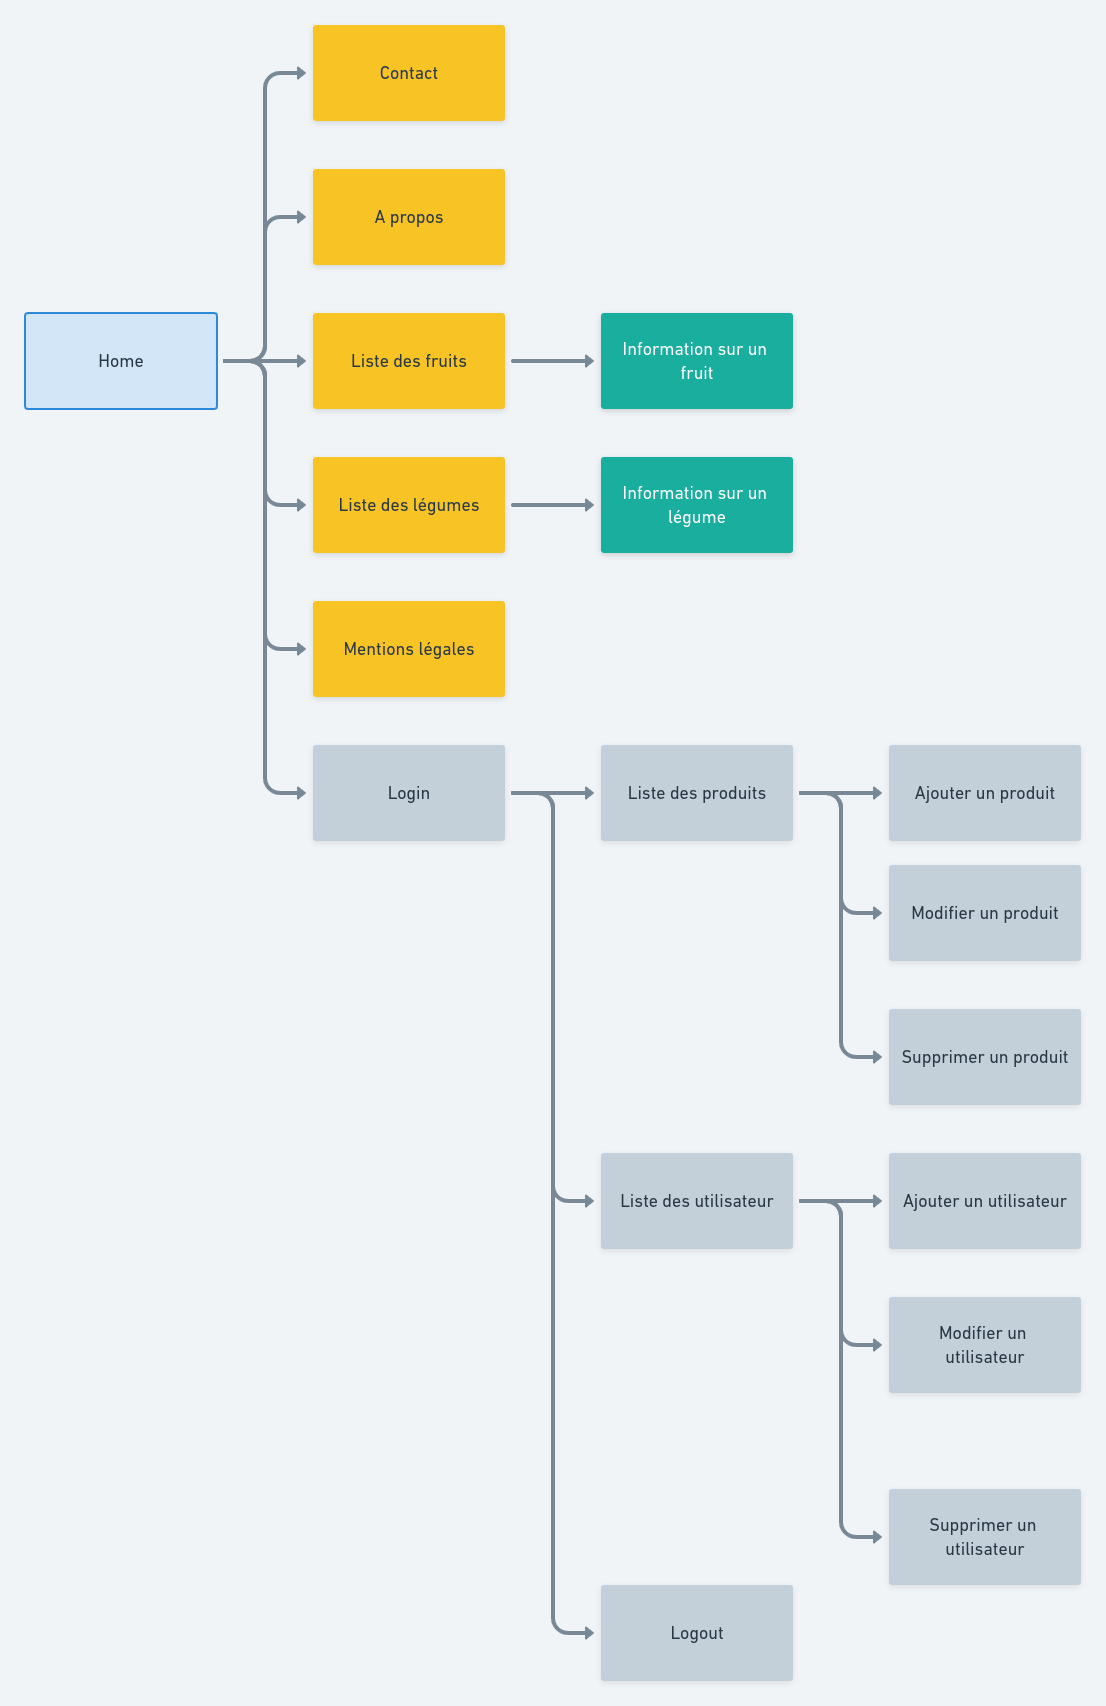 Contact
A propos
Home
Liste des fruits
Information sur un
fruit
Liste des légumes
Information sur un
légume
Mentions légales
Login
Liste des produits
Ajouter un produit
Modifier un produit
Supprimer un produit
Liste des utilisateur
Ajouter un utilisateur
Modifier un
utilisateur
Supprimer un
utilisateur
Logout